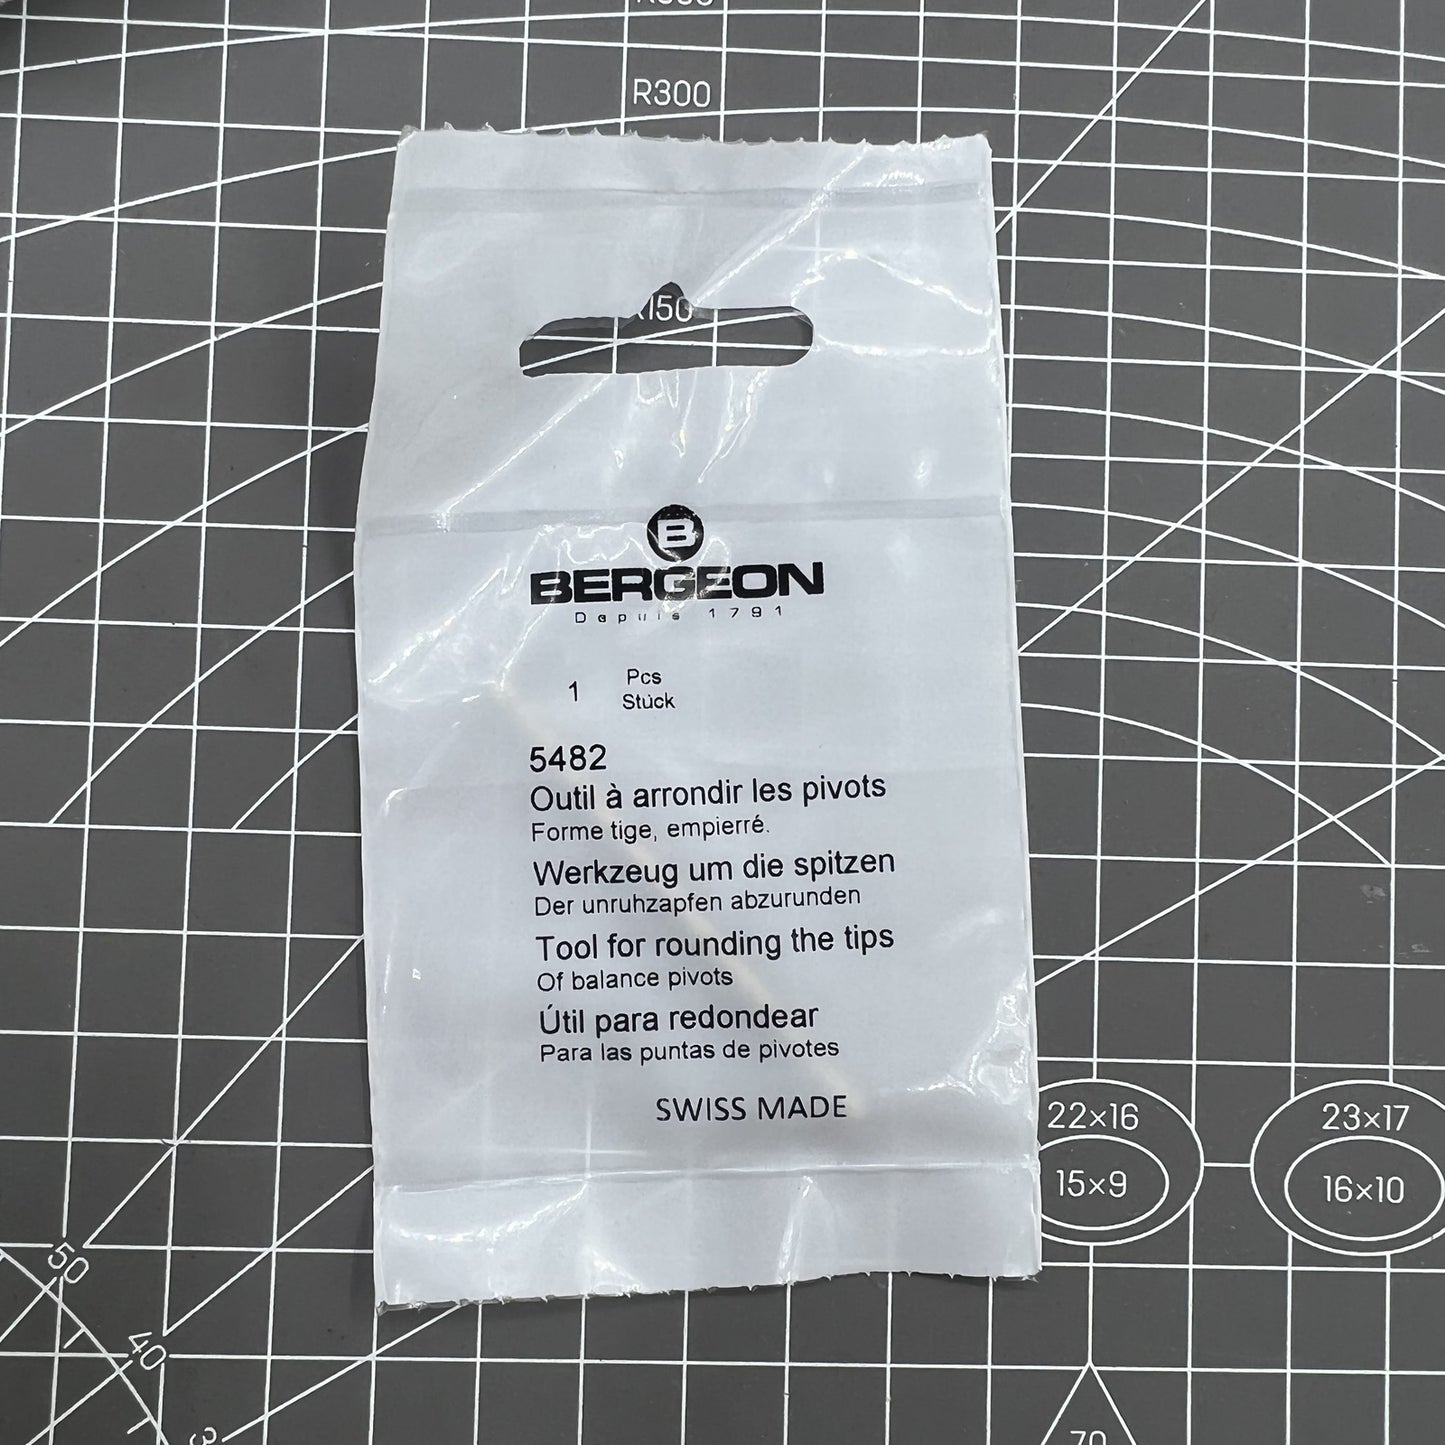 R300
R150
B
BERGEON
Depuis 1791
1 Pcs
Stück
5482
Outil à arrondir les pivots
Forme tige, empierré.
Werkzeug um die spitzen
Der unruhzapfen abzurunden
Tool for rounding the tips
Of balance pivots
Útil para redondear
Para las puntas de pivotes
SWISS MADE
22×16
15×9
23×17
16×10
50
40
70